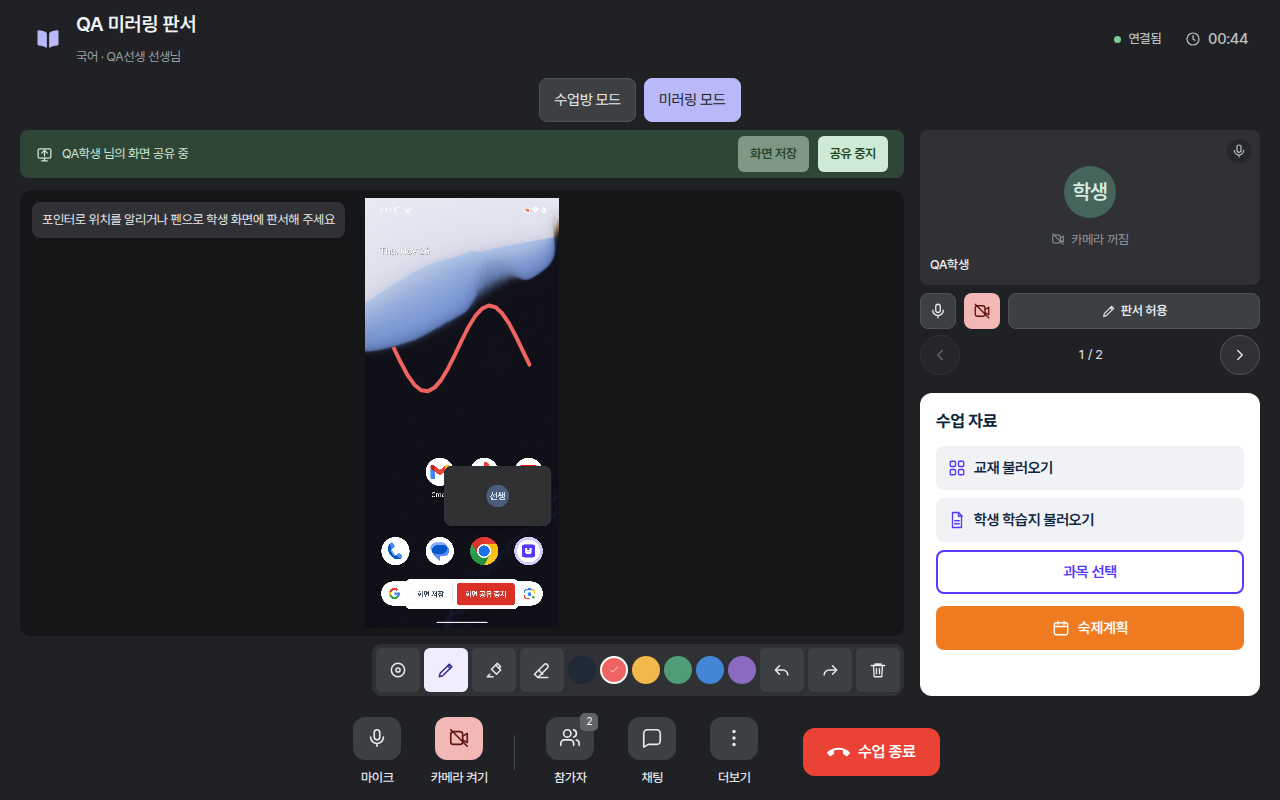 QA 미러링 판서
국어 · QA선생 선생님
연결됨
00:44
수업방 모드
미러링 모드
QA학생 님의 화면 공유 중
화면 저장
공유 중지
포인터로 위치를 알리거나 펜으로 학생 화면에 판서해 주세요
Thu, Nov 26
선생
화면 저장
화면 공유 중지
학생
카메라 꺼짐
QA학생
판서 허용
1 / 2
수업 자료
교재 불러오기
학생 학습지 불러오기
과목 선택
숙제계획
마이크
카메라 켜기
2
참가자
채팅
더보기
수업 종료